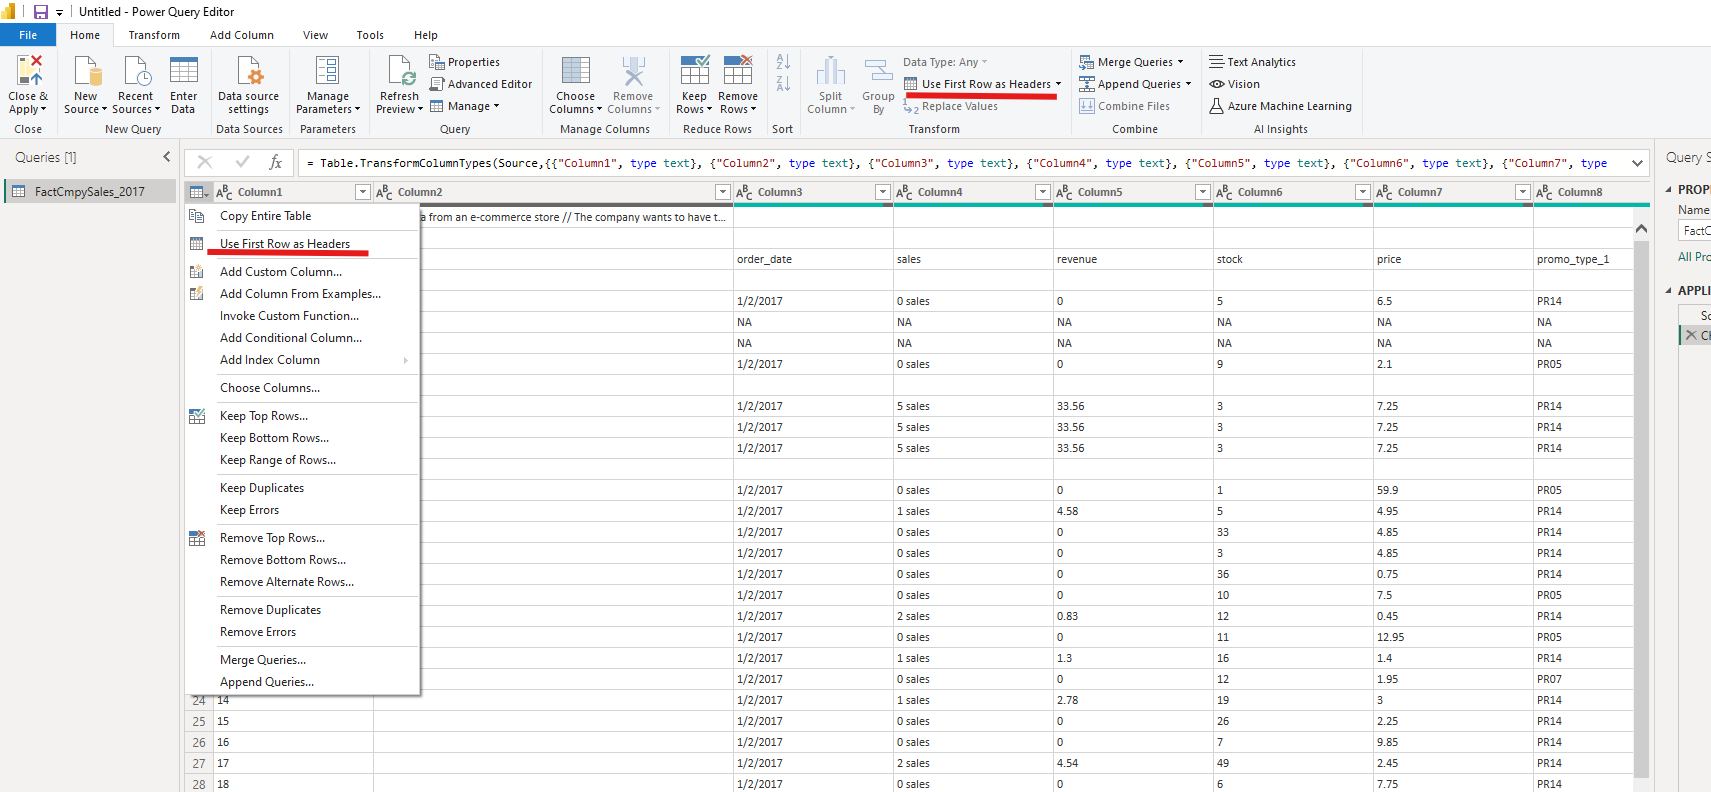 Untitled - Power Query Editor
File Home Transform Add Column View Tools Help
Close & Apply
Close
New Source
Recent Sources
Enter Data
New Query
Data source settings
Data Sources
Manage Parameters
Parameters
Refresh Preview
Properties
Advanced Editor
Manage
Query
Choose Columns
Remove Columns
Manage Columns
Keep Rows
Remove Rows
Reduce Rows
Sort
Split Column
Group By
Data Type: Any
Use First Row as Headers
Replace Values
Transform
Merge Queries
Append Queries
Combine Files
Combine
Text Analytics
Vision
Azure Machine Learning
AI Insights
Queries [1]
FactCmpySales_2017
= Table.TransformColumnTypes(Source,{{"Column1", type text}, {"Column2", type text}, {"Column3", type text}, {"Column4", type text}, {"Column5", type text}, {"Column6", type text}, {"Column7", type
Column1 Column2 Column3 Column4 Column5 Column6 Column7 Column8
Copy Entire Table
Use First Row as Headers
Add Custom Column...
Add Column From Examples...
Invoke Custom Function...
Add Conditional Column...
Add Index Column
Choose Columns...
Keep Top Rows...
Keep Bottom Rows...
Keep Range of Rows...
Keep Duplicates
Keep Errors
Remove Top Rows...
Remove Bottom Rows...
Remove Alternate Rows...
Remove Duplicates
Remove Errors
Merge Queries...
Append Queries...
a from an e-commerce store // The company wants to have t...
order_date sales revenue stock price promo_type_1
1/2/2017 0 sales 0 5 6.5 PR14
NA NA NA NA NA NA
NA NA NA NA NA NA
1/2/2017 0 sales 0 9 2.1 PR05
1/2/2017 5 sales 33.56 3 7.25 PR14
1/2/2017 5 sales 33.56 3 7.25 PR14
1/2/2017 5 sales 33.56 3 7.25 PR14
1/2/2017 0 sales 0 1 59.9 PR05
1/2/2017 1 sales 4.58 5 4.95 PR14
1/2/2017 0 sales 0 33 4.85 PR14
1/2/2017 0 sales 0 3 4.85 PR14
1/2/2017 0 sales 0 36 0.75 PR14
1/2/2017 0 sales 0 10 7.5 PR05
1/2/2017 2 sales 0.83 12 0.45 PR14
1/2/2017 0 sales 0 11 12.95 PR05
1/2/2017 1 sales 1.3 16 1.4 PR14
1/2/2017 0 sales 0 12 1.95 PR07
24 14 1/2/2017 1 sales 2.78 19 3 PR14
25 15 1/2/2017 0 sales 0 26 2.25 PR14
26 16 1/2/2017 0 sales 0 7 9.85 PR14
27 17 1/2/2017 2 sales 4.54 49 2.45 PR14
28 18 1/2/2017 0 sales 0 6 7.75 PR14
Query S
PROP
Name
FactC
All Pro
APPLI
So
Ch